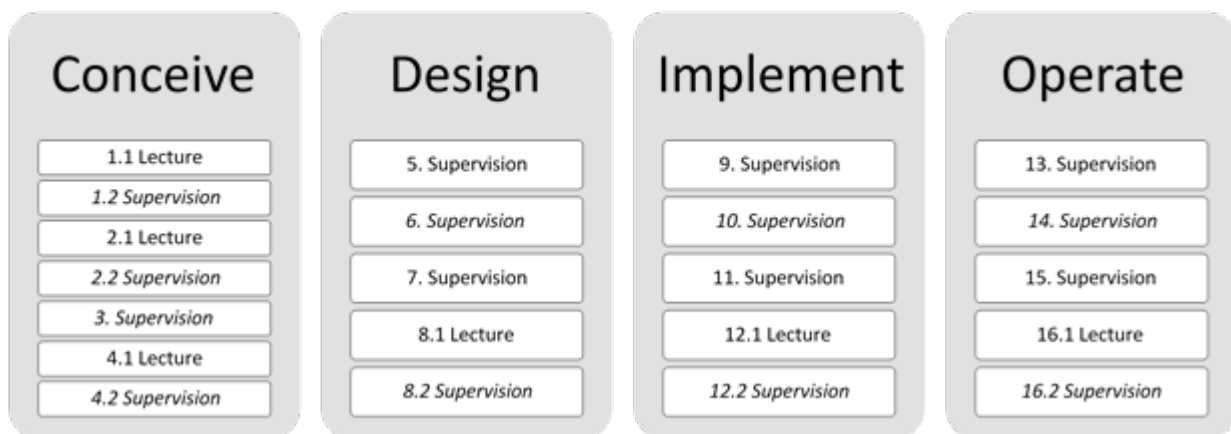 Conceive
1.1 Lecture
1.2 Supervision
2.1 Lecture
2.2 Supervision
3. Supervision
4.1 Lecture
4.2 Supervision
Design
5. Supervision
6. Supervision
7. Supervision
8.1 Lecture
8.2 Supervision
Implement
9. Supervision
10. Supervision
11. Supervision
12.1 Lecture
12.2 Supervision
Operate
13. Supervision
14. Supervision
15. Supervision
16.1 Lecture
16.2 Supervision